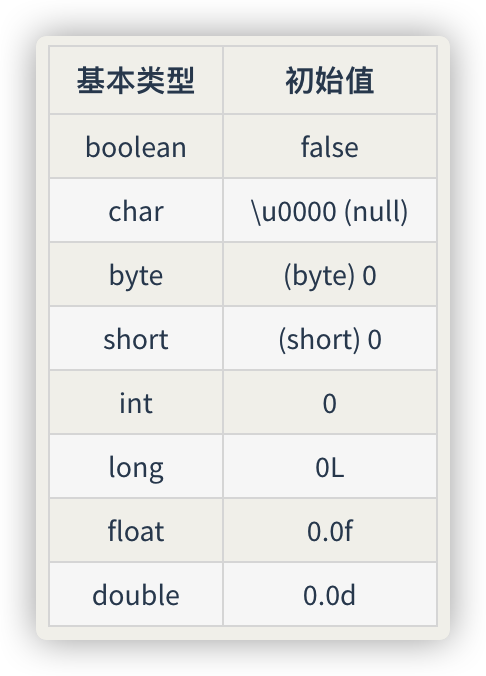 基本类型 初始值
boolean false
char \u0000 (null)
byte (byte) 0
short (short) 0
int 0
long 0L
float 0.0f
double 0.0d